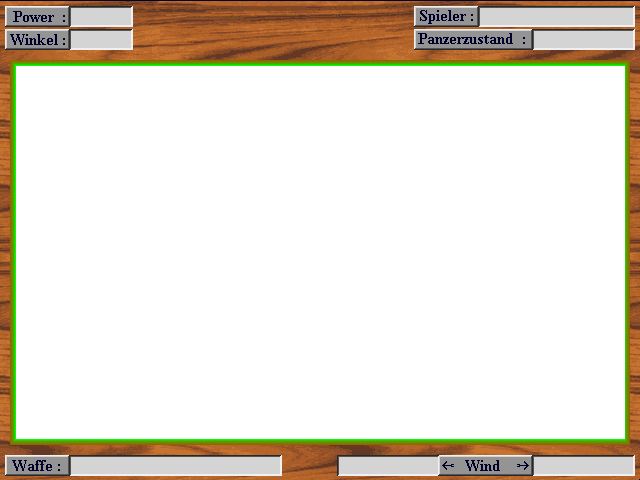 Power :
Spieler :
Winkel :
Panzerzustand :
Waffe :
← Wind →